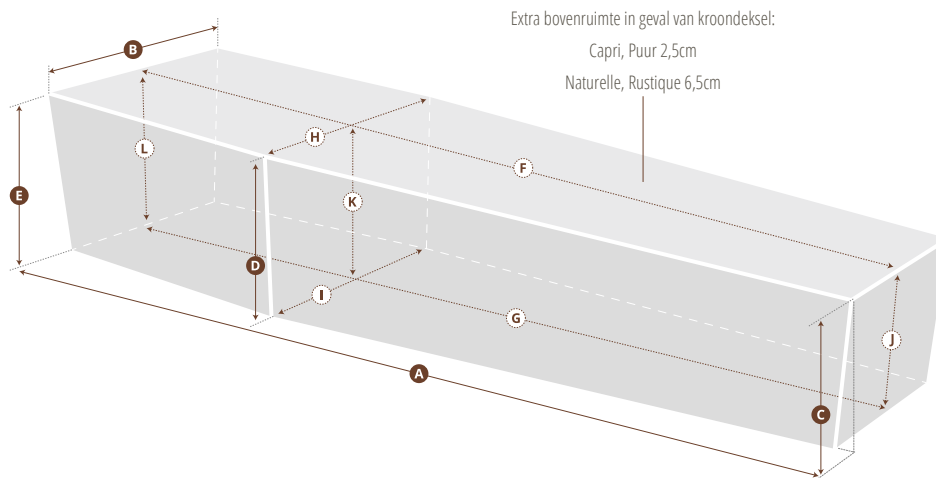 Extra bovenruimte in geval van kroondeksel:
Capri, Puur 2,5cm
Naturelle, Rustique 6,5cm
B
H
L
F
E
K
D
I
G
J
A
C